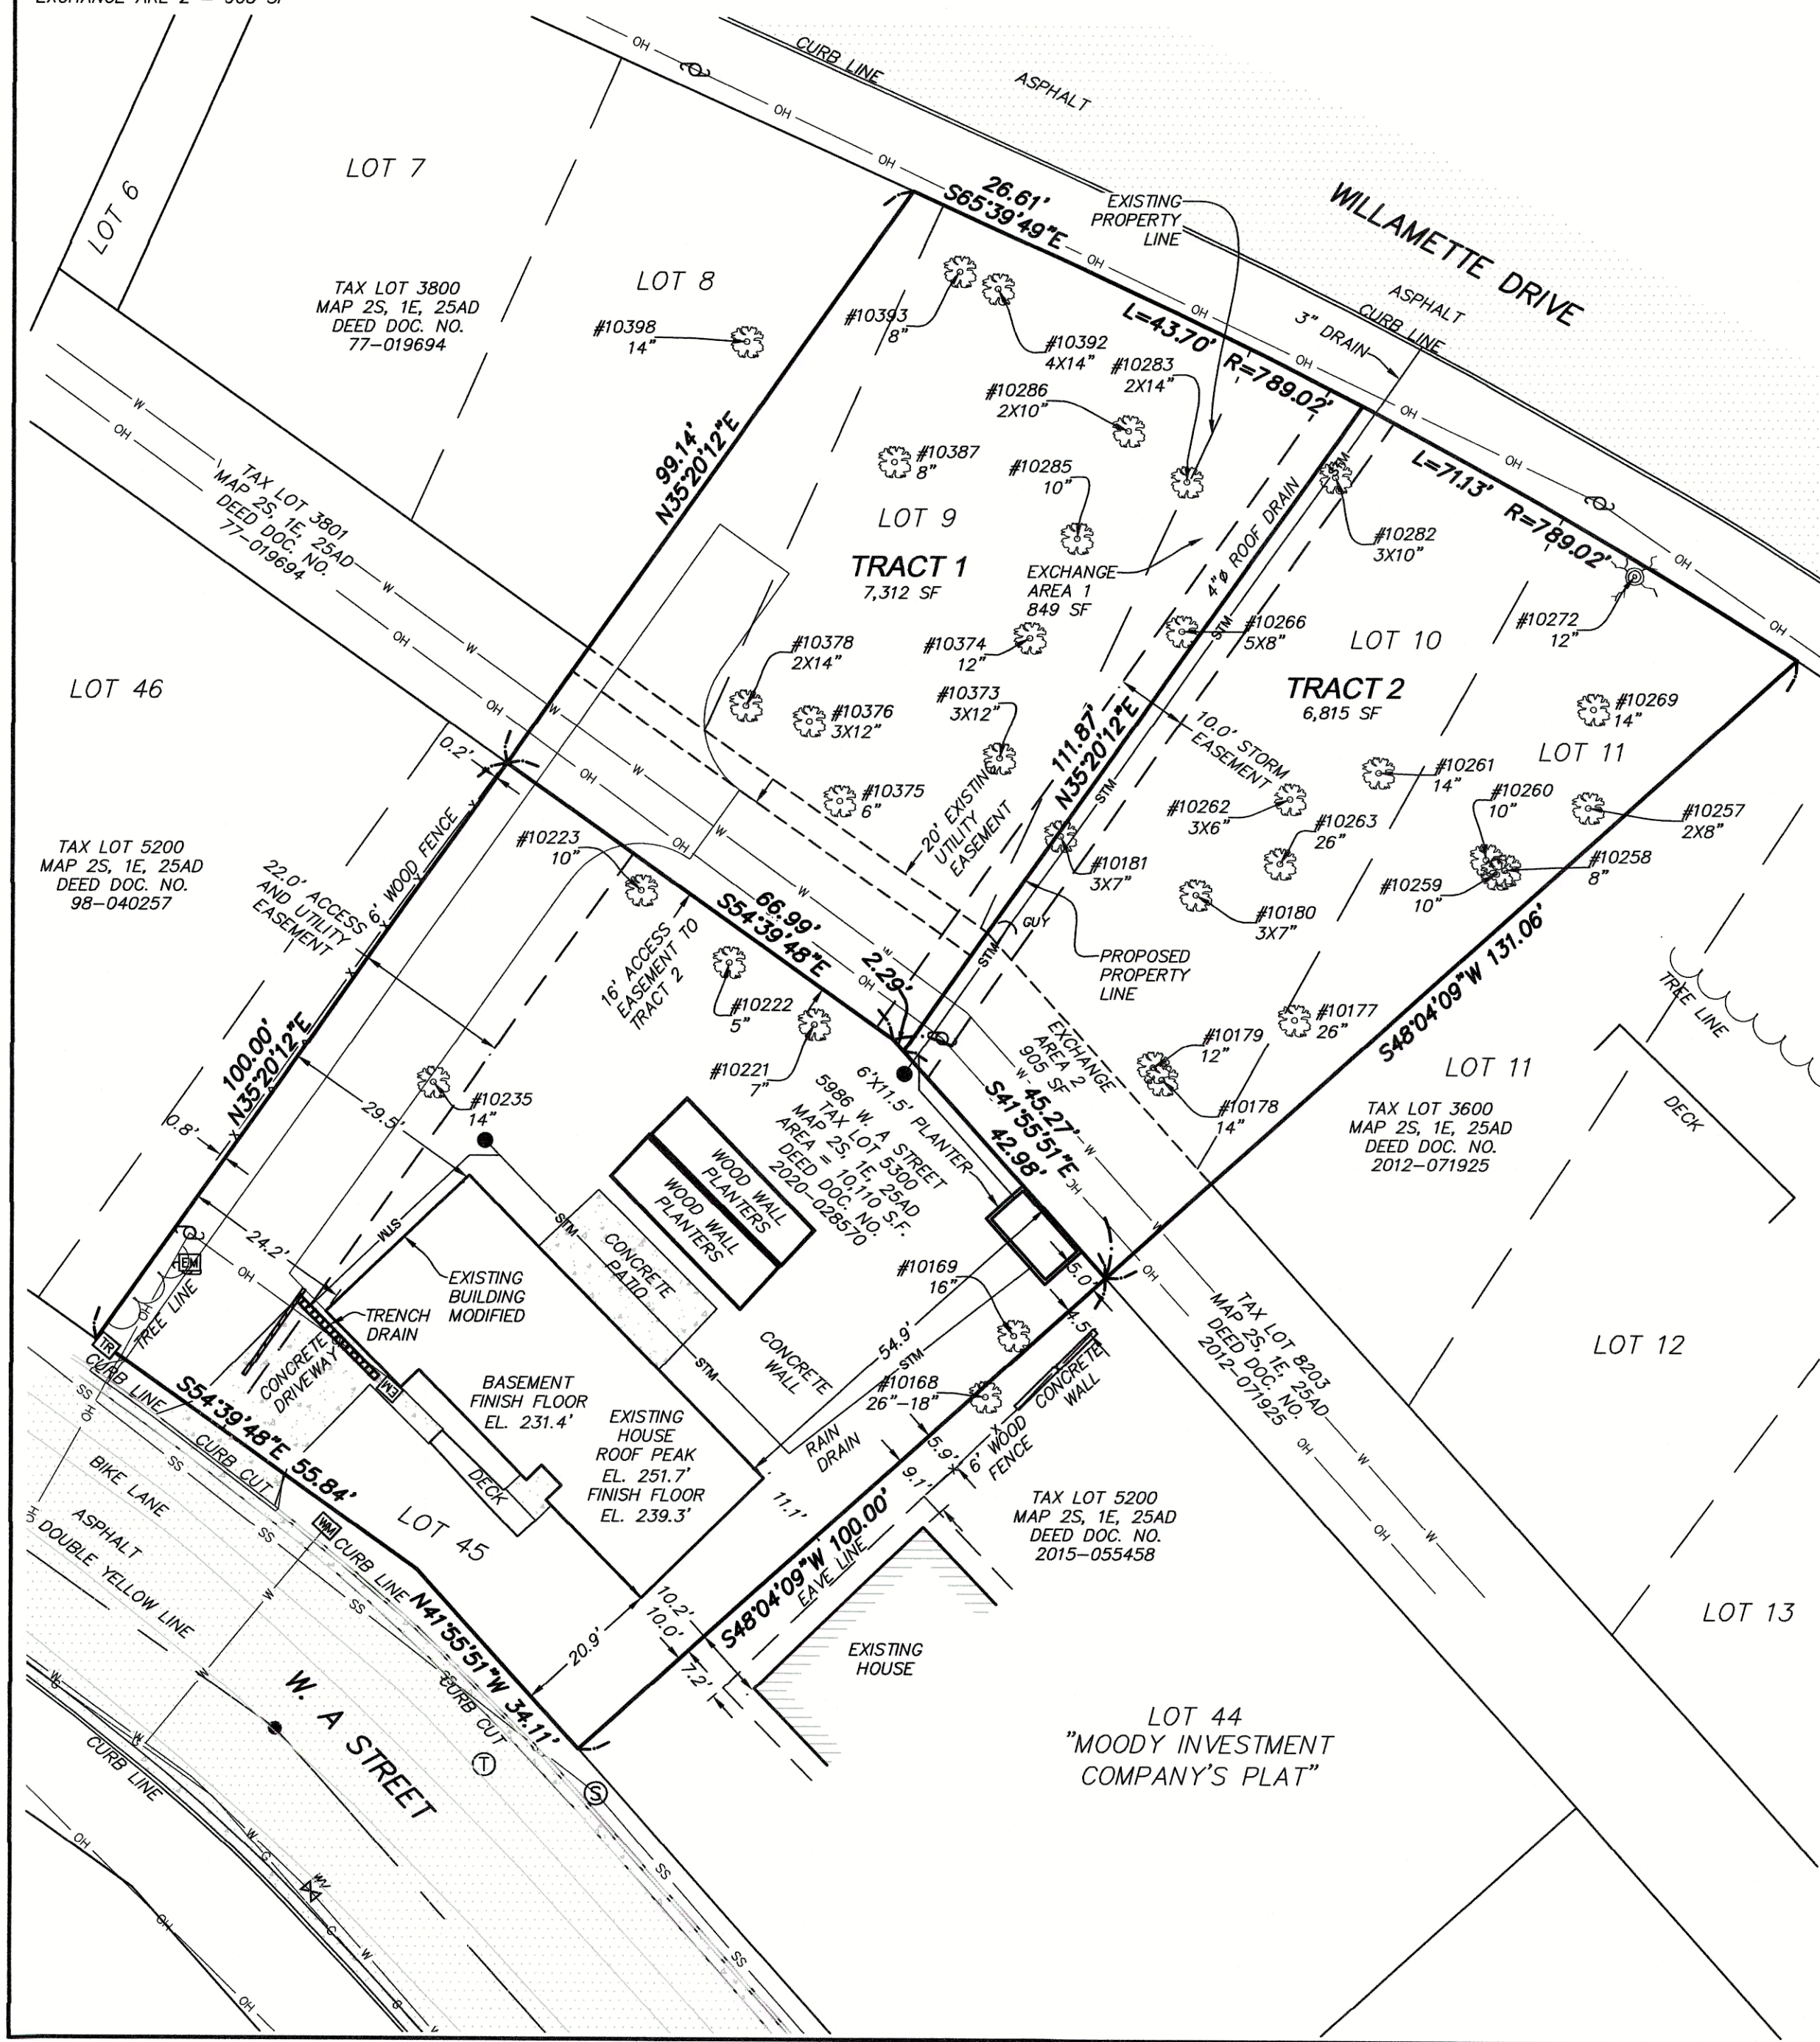 CURB LINE
ASPHALT
WILLAMETTE DRIVE
ASPHALT
CURB LINE
3" DRAIN
LOT 6
LOT 7
LOT 8
TAX LOT 3800
MAP 2S, 1E, 25AD
DEED DOC. NO.
77-019694
26.61'
S65°39'49"E
EXISTING
PROPERTY
LINE
L=43.70' R=789.02'
L=71.13' R=789.02'
#10398
14"
#10393
8"
#10392
4X14"
#10283
2X14"
#10286
2X10"
#10387
8"
#10285
10"
99.14'
N35°20'12"E
LOT 9
TRACT 1
7,312 SF
EXCHANGE
AREA 1
849 SF
4"Ø ROOF DRAIN
#10282
3X10"
#10266
5X8"
#10272
12"
LOT 10
TRACT 2
6,815 SF
TAX LOT 3801
MAP 2S, 1E, 25AD
DEED DOC. NO.
77-019694
#10378
2X14"
#10376
3X12"
#10374
12"
#10373
3X12"
#10375
6"
111.87'
N35°20'12"E
10.0' STORM
EASEMENT
#10269
14"
LOT 11
#10261
14"
#10260
10"
#10257
2X8"
#10262
3X6"
#10263
26"
#10258
8"
#10259
10"
#10181
3X7"
#10180
3X7"
LOT 46
0.2'
TAX LOT 5200
MAP 2S, 1E, 25AD
DEED DOC. NO.
98-040257
6' WOOD FENCE
22.0' ACCESS
AND UTILITY
EASEMENT
#10223
10"
20' EXISTING
UTILITY
EASEMENT
66.99'
S54°39'48"E
2.29'
GUY
PROPOSED
PROPERTY
LINE
16' ACCESS
EASEMENT TO
TRACT 2
#10222
5"
#10221
7"
S48°04'09"W 131.06'
TREE LINE
#10177
26"
#10179
12"
#10178
14"
EXCHANGE
AREA 2
905 SF
LOT 11
TAX LOT 3600
MAP 2S, 1E, 25AD
DEED DOC. NO.
2012-071925
DECK
100.00'
N35°20'12"E
#10235
14"
29.5'
0.8'
45.27'
S41°55'51"E
42.98'
6'X11.5' PLANTER
5986 W. A STREET
TAX LOT 5300
MAP 2S, 1E, 25AD
AREA = 10,110 S.F.
DEED DOC. NO.
2020-028570
WOOD WALL
PLANTERS
WOOD WALL
PLANTERS
24.2'
EM
TREE LINE
TR
CURB LINE
EXISTING
BUILDING
MODIFIED
TRENCH
DRAIN
CONCRETE
DRIVEWAY
EM
CONCRETE
PATIO
CONCRETE
WALL
#10169
16"
5.0'
4.5'
54.9'
#10168
26"-18"
CONCRETE
WALL
TAX LOT 8203
MAP 2S, 1E, 25AD
DEED DOC. NO.
2012-071925
LOT 12
LOT 13
BASEMENT
FINISH FLOOR
EL. 231.4'
EXISTING
HOUSE
ROOF PEAK
EL. 251.7'
FINISH FLOOR
EL. 239.3'
DECK
RAIN
DRAIN
5.9'
9.1'
11.1'
6' WOOD
FENCE
TAX LOT 5200
MAP 2S, 1E, 25AD
DEED DOC. NO.
2015-055458
S54°39'48"E 55.84'
CURB CUT
BIKE LANE
ASPHALT
DOUBLE YELLOW LINE
LOT 45
WM
CURB LINE
N41°55'51"W 34.11'
CURB CUT
20.9'
10.2'
10.0'
7.2'
S48°04'09"W 100.00'
EAVE LINE
EXISTING
HOUSE
W. A STREET
CURB LINE
T
S
WV
LOT 44
"MOODY INVESTMENT
COMPANY'S PLAT"